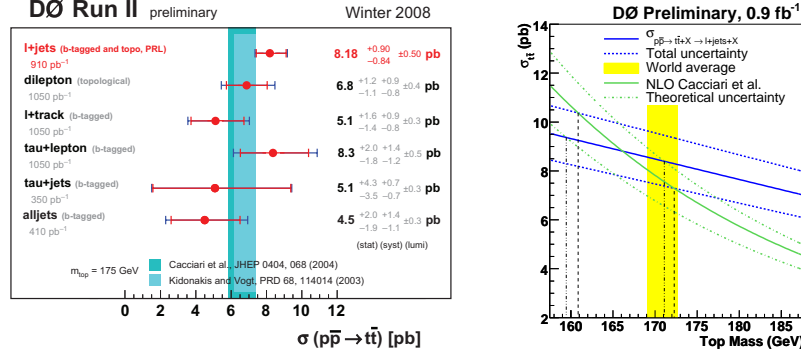 DØ Run II preliminary Winter 2008
l+jets (b-tagged and topo, PRL) 8.18 +0.90 −0.84 ±0.50 pb
910 pb⁻¹
dilepton (topological) 6.8 +1.2 −1.1 +0.9 −0.8 ±0.4 pb
1050 pb⁻¹
l+track (b-tagged) 5.1 +1.6 −1.4 +0.9 −0.8 ±0.3 pb
1050 pb⁻¹
tau+lepton (b-tagged) 8.3 +2.0 −1.8 +1.4 −1.2 ±0.5 pb
1050 pb⁻¹
tau+jets (b-tagged) 5.1 +4.3 −3.5 +0.7 −0.7 ±0.3 pb
350 pb⁻¹
alljets (b-tagged) 4.5 +2.0 −1.9 +1.4 −1.1 ±0.3 pb
410 pb⁻¹
(stat) (syst) (lumi)
m_top = 175 GeV
Cacciari et al., JHEP 0404, 068 (2004)
Kidonakis and Vogt, PRD 68, 114014 (2003)
0 2 4 6 8 10 12
σ (pp̅ → tt̅) [pb]
DØ Preliminary, 0.9 fb⁻¹
σ_tt̅ (pb)
14
12
10
8
6
4
2
σ pp̅→tt̅+X→l+jets+X
Total uncertainty
World average
NLO Cacciari et al.
Theoretical uncertainty
160 165 170 175 180 185
Top Mass (GeV)